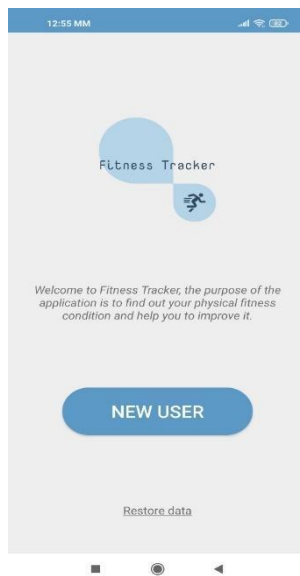 12:55 MM
Fitness Tracker
Welcome to Fitness Tracker, the purpose of the
application is to find out your physical fitness
condition and help you to improve it.
NEW USER
Restore data